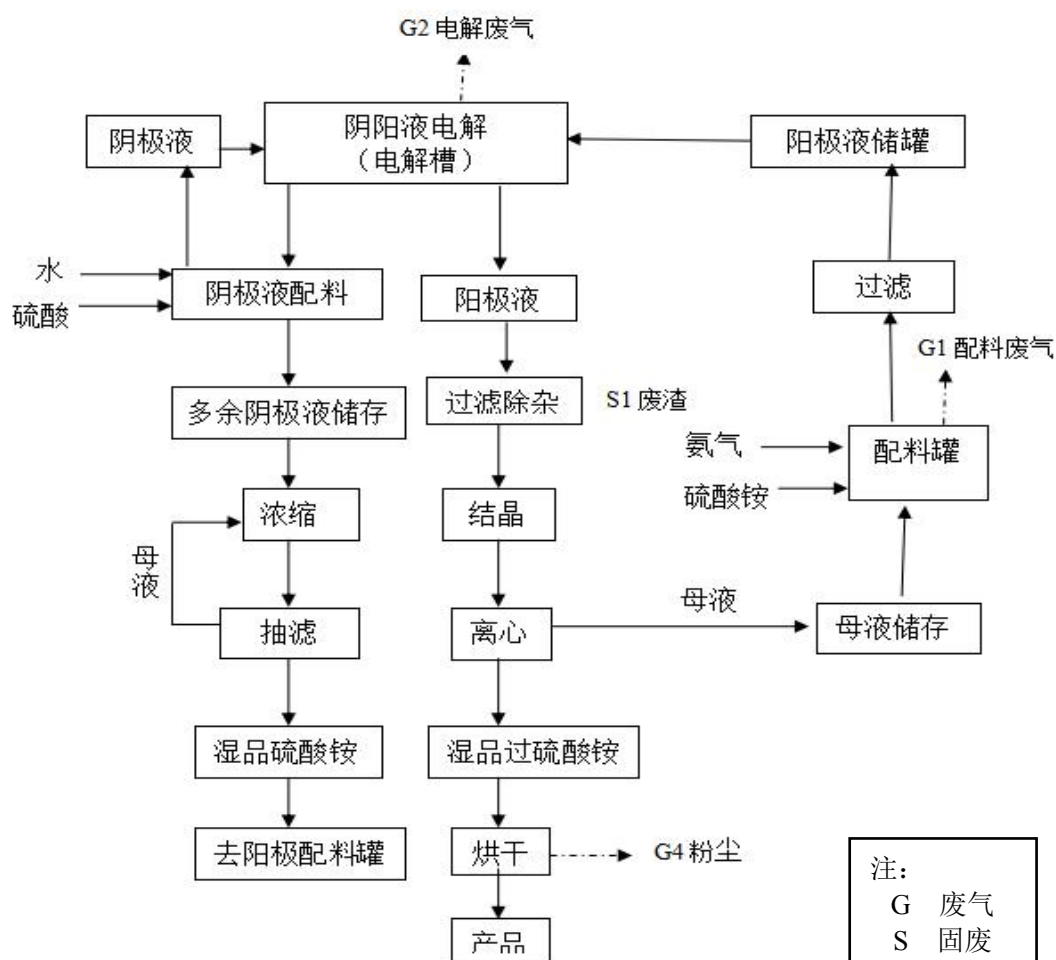 G2 电解废气
阴极液
阴阳液电解
（电解槽）
阳极液储罐
水
硫酸
阴极液配料
阳极液
过滤
G1 配料废气
多余阴极液储存
过滤除杂
S1 废渣
氨气
硫酸铵
配料罐
浓缩
结晶
母液
抽滤
离心
母液
母液储存
湿品硫酸铵
湿品过硫酸铵
去阳极配料罐
烘干
G4 粉尘
产品
注：
G 废气
S 固废